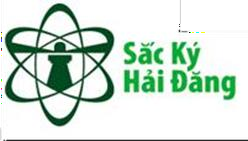 Sắc Ký
Hải Đăng